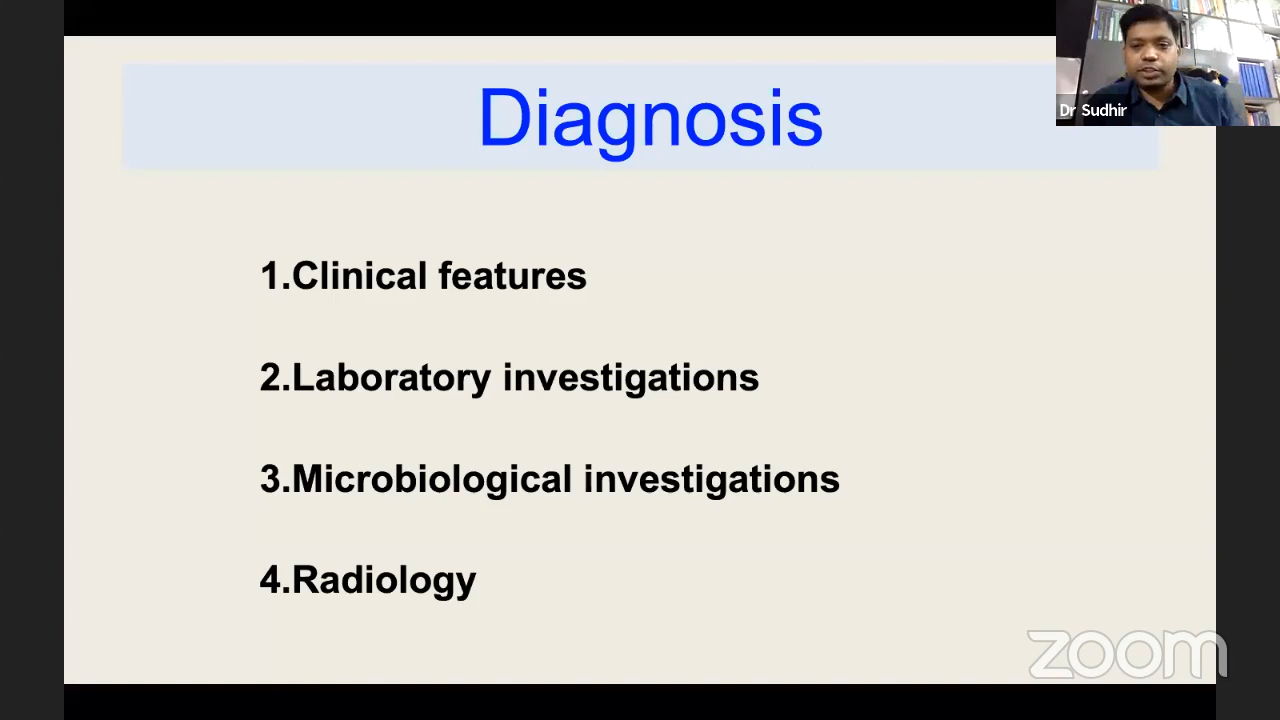 Diagnosis
Dr Sudhir
1.Clinical features
2.Laboratory investigations
3.Microbiological investigations
4.Radiology
zoom